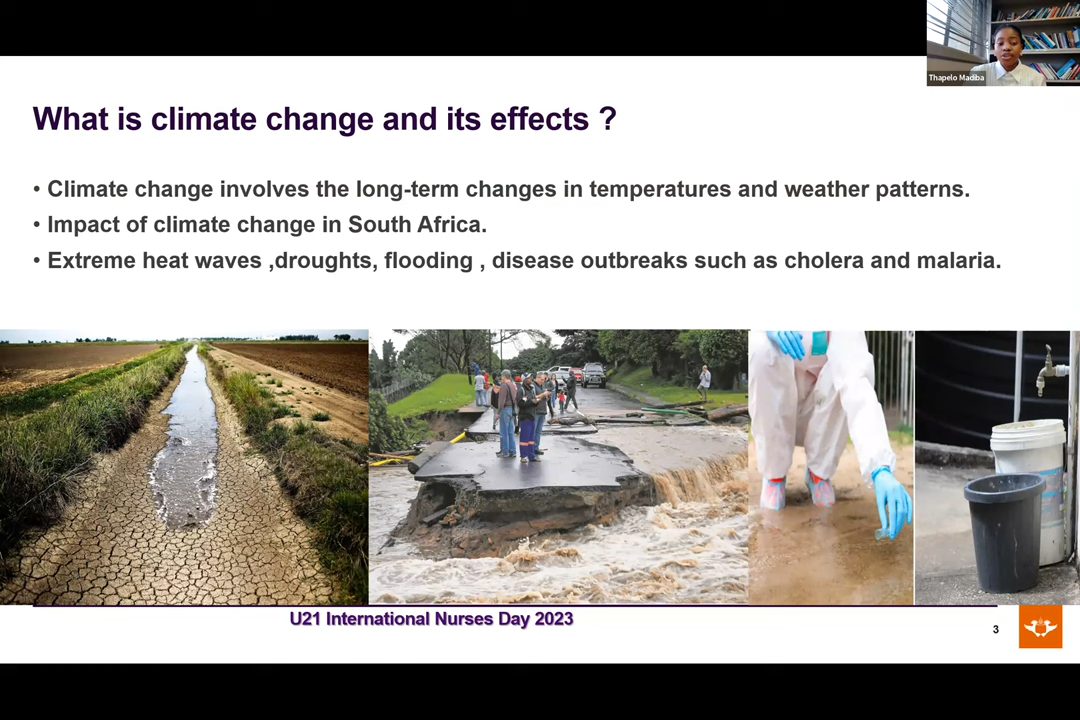 Thapelo Madiba
What is climate change and its effects ?
• Climate change involves the long-term changes in temperatures and weather patterns.
• Impact of climate change in South Africa.
• Extreme heat waves ,droughts, flooding , disease outbreaks such as cholera and malaria.
U21 International Nurses Day 2023
3